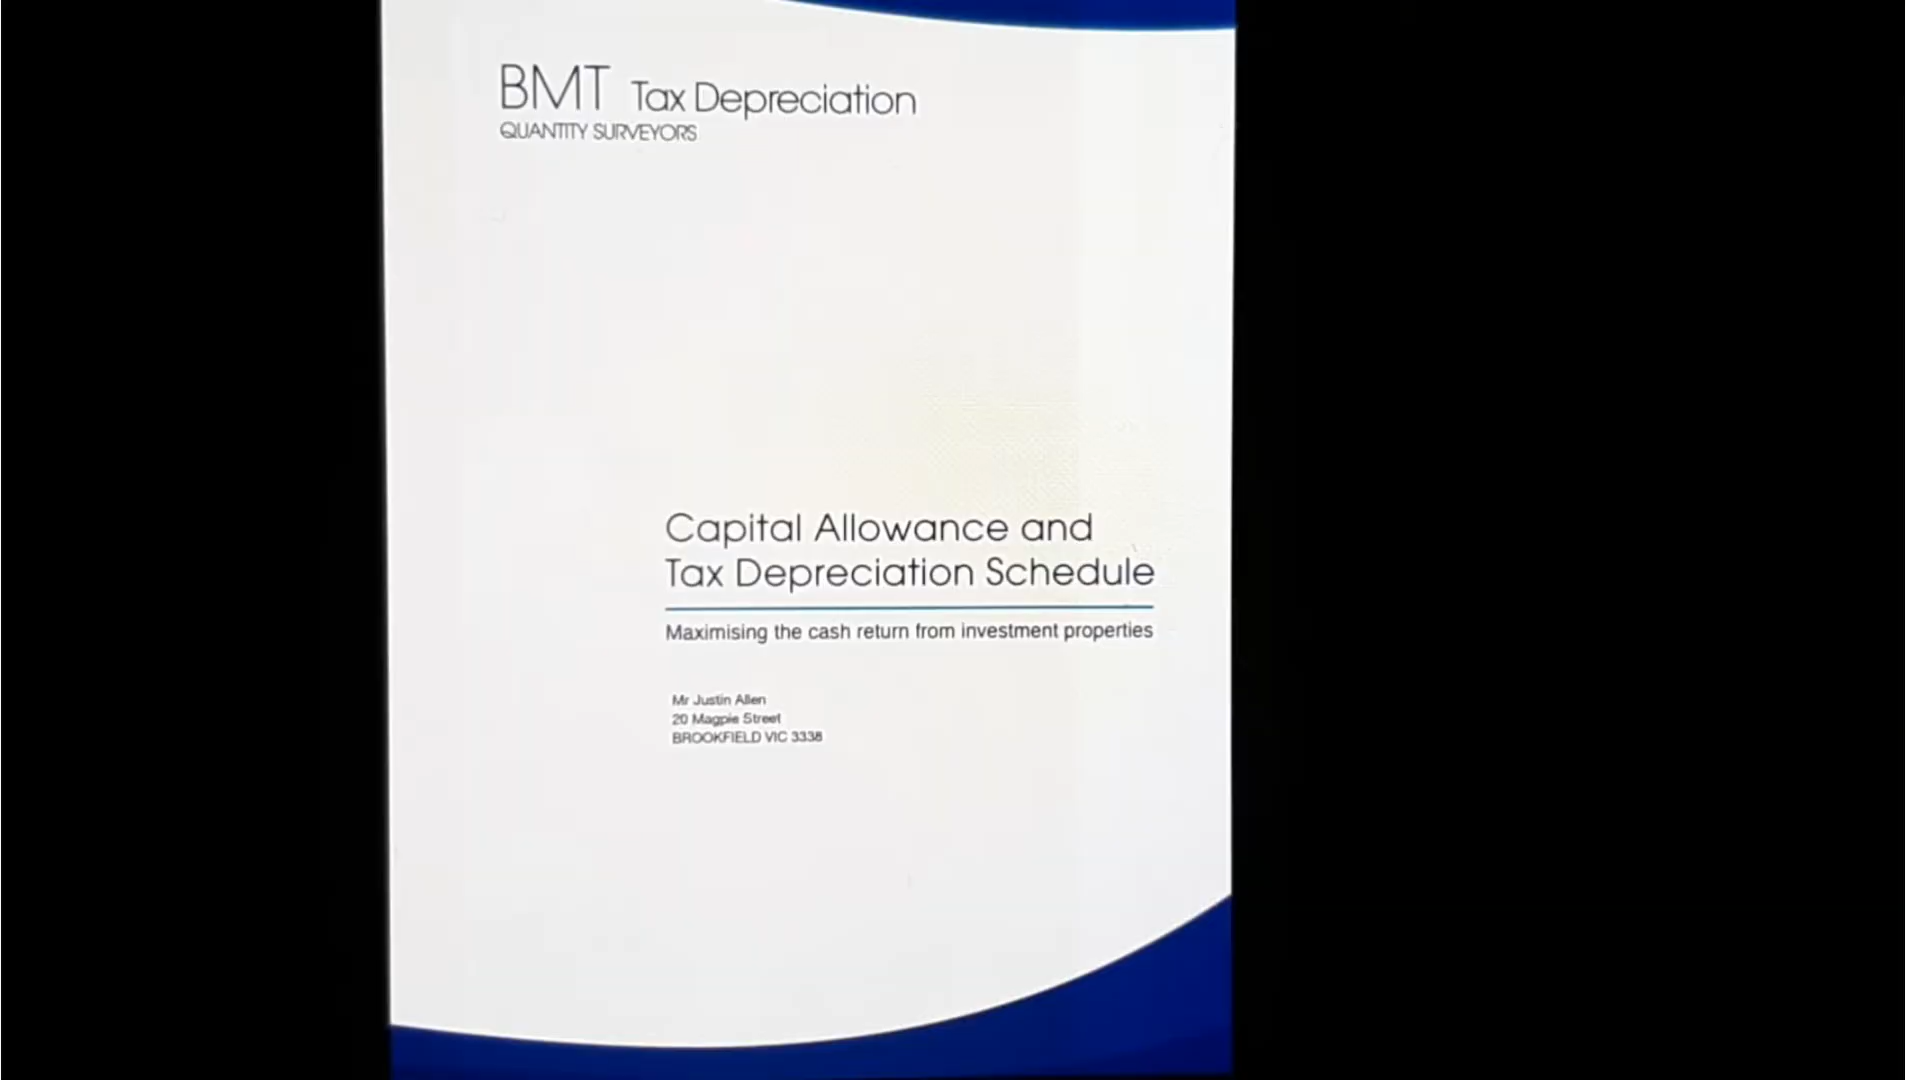 BMT Tax Depreciation
QUANTITY SURVEYORS
Capital Allowance and
Tax Depreciation Schedule
Maximising the cash return from investment properties
Mr Justin Allen
20 Magpie Street
BROOKFIELD VIC 3338